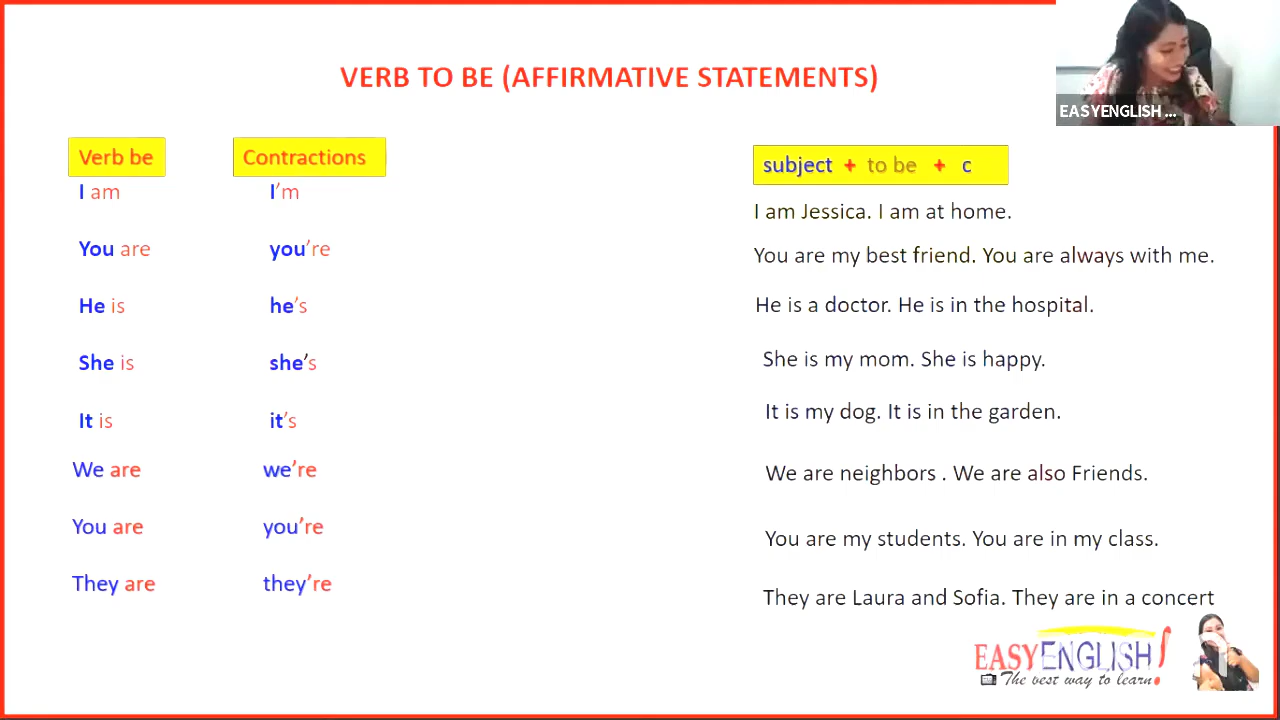 VERB TO BE (AFFIRMATIVE STATEMENTS)
EASYENGLISH ...
Verb be
Contractions
I am
I'm
You are
you're
He is
he's
She is
she's
It is
it's
We are
we're
You are
you're
They are
they're
subject + to be + c
I am Jessica. I am at home.
You are my best friend. You are always with me.
He is a doctor. He is in the hospital.
She is my mom. She is happy.
It is my dog. It is in the garden.
We are neighbors . We are also Friends.
You are my students. You are in my class.
They are Laura and Sofia. They are in a concert
EASYENGLISH!
The best way to learn!